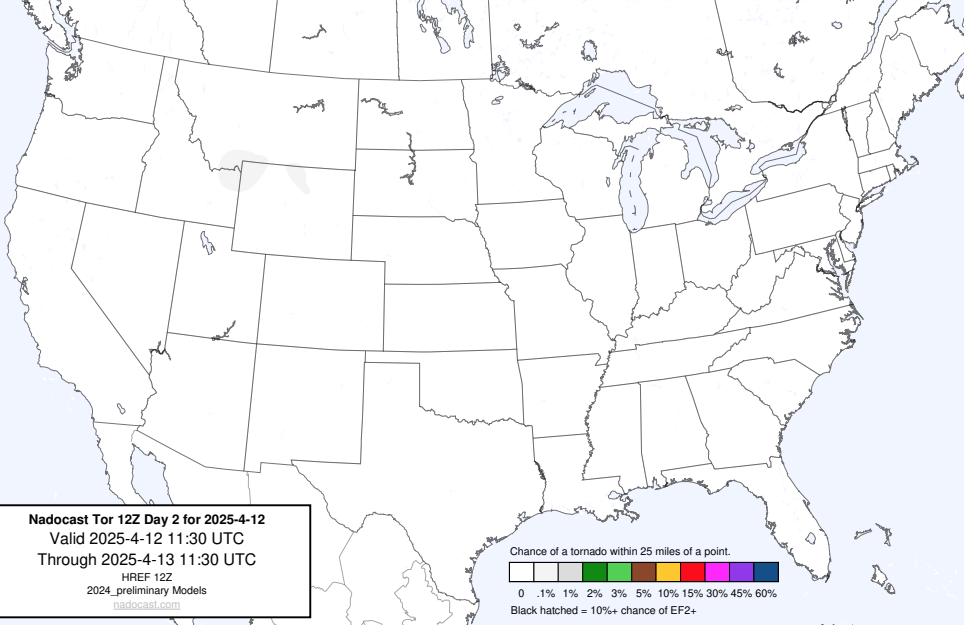 Nadocast Tor 12Z Day 2 for 2025-4-12
Valid 2025-4-12 11:30 UTC
Through 2025-4-13 11:30 UTC
HREF 12Z
2024_preliminary Models
nadocast.com
Chance of a tornado within 25 miles of a point.
0 .1% 1% 2% 3% 5% 10% 15% 30% 45% 60%
Black hatched = 10%+ chance of EF2+